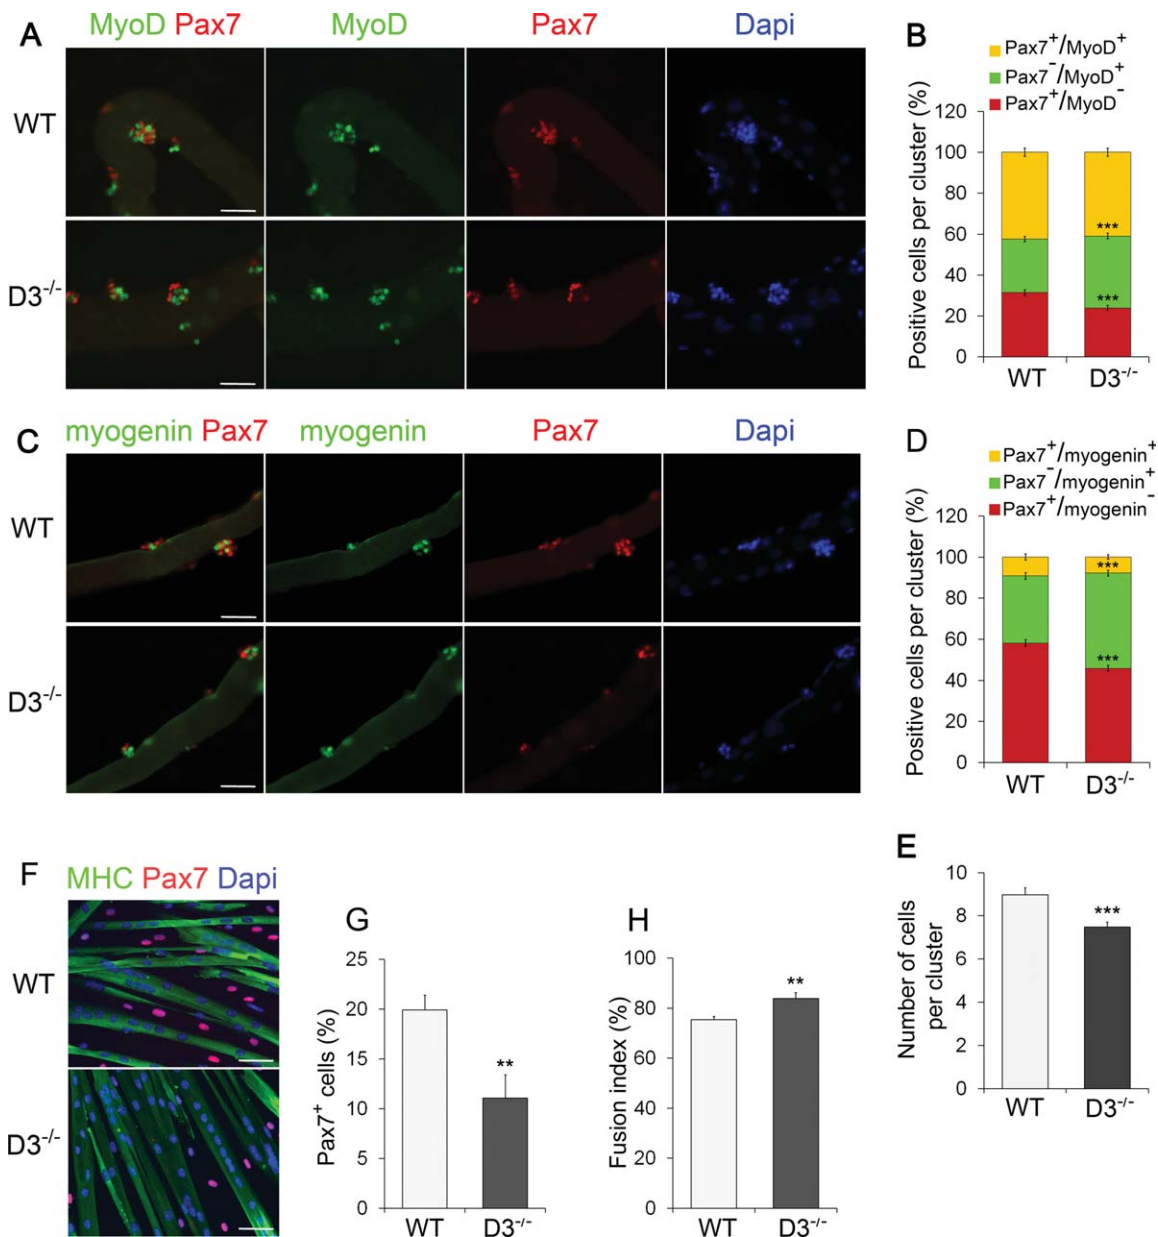 A
MyoD Pax7
MyoD
Pax7
Dapi
WT
D3⁻/⁻
B
Pax7⁺/MyoD⁺
Pax7⁻/MyoD⁺
Pax7⁺/MyoD⁻
Positive cells per cluster (%)
120
100
80
60
40
20
0
***
***
WT
D3⁻/⁻
C
myogenin Pax7
myogenin
Pax7
Dapi
WT
D3⁻/⁻
D
Pax7⁺/myogenin⁺
Pax7⁻/myogenin⁺
Pax7⁺/myogenin⁻
Positive cells per cluster (%)
120
100
80
60
40
20
0
***
***
WT
D3⁻/⁻
E
Number of cells
per cluster
10
8
6
4
2
0
***
WT
D3⁻/⁻
F
MHC Pax7 Dapi
WT
D3⁻/⁻
G
Pax7⁺ cells (%)
25
20
15
10
5
0
**
WT
D3⁻/⁻
H
Fusion index (%)
100
80
60
40
20
0
**
WT
D3⁻/⁻